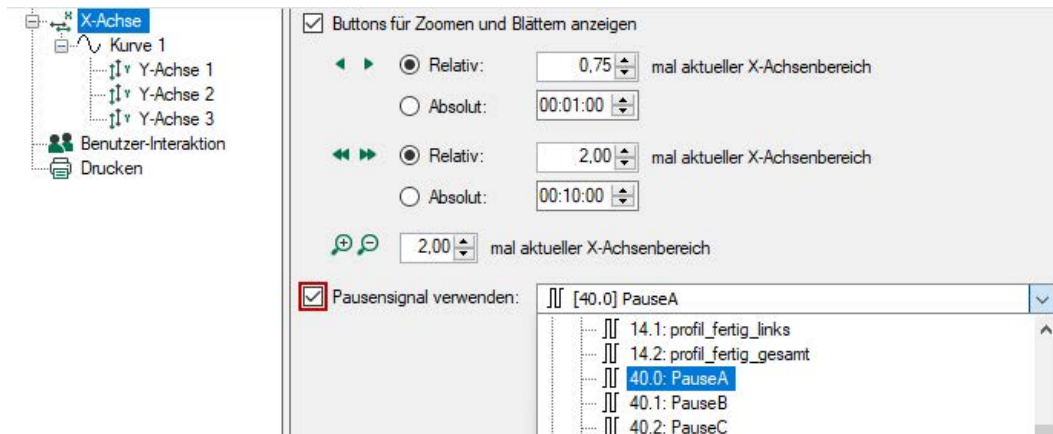 X-Achse
Kurve 1
Y-Achse 1
Y-Achse 2
Y-Achse 3
Benutzer-Interaktion
Drucken
Buttons für Zoomen und Blättern anzeigen
Relativ: 0,75 mal aktueller X-Achsenbereich
Absolut: 00:01:00
Relativ: 2,00 mal aktueller X-Achsenbereich
Absolut: 00:10:00
2,00 mal aktueller X-Achsenbereich
Pausensignal verwenden: [40.0] PauseA
14.1: profil_fertig_links
14.2: profil_fertig_gesamt
40.0: PauseA
40.1: PauseB
40.2: PauseC